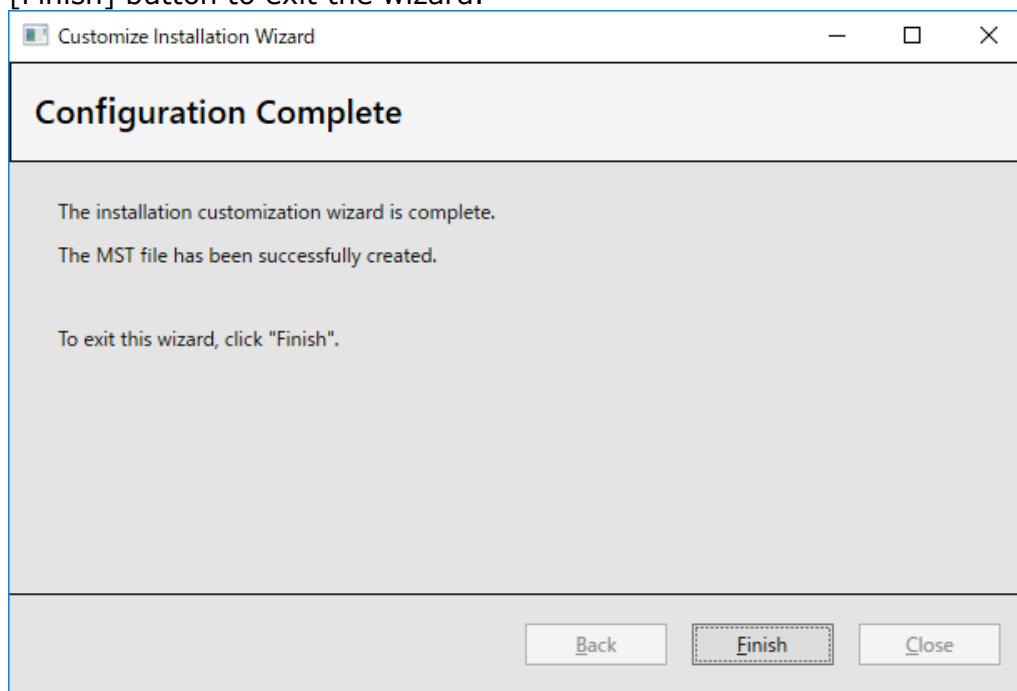 [Finish] button to exit the wizard.
Customize Installation Wizard
Configuration Complete
The installation customization wizard is complete.
The MST file has been successfully created.
To exit this wizard, click "Finish".
Back Finish Close